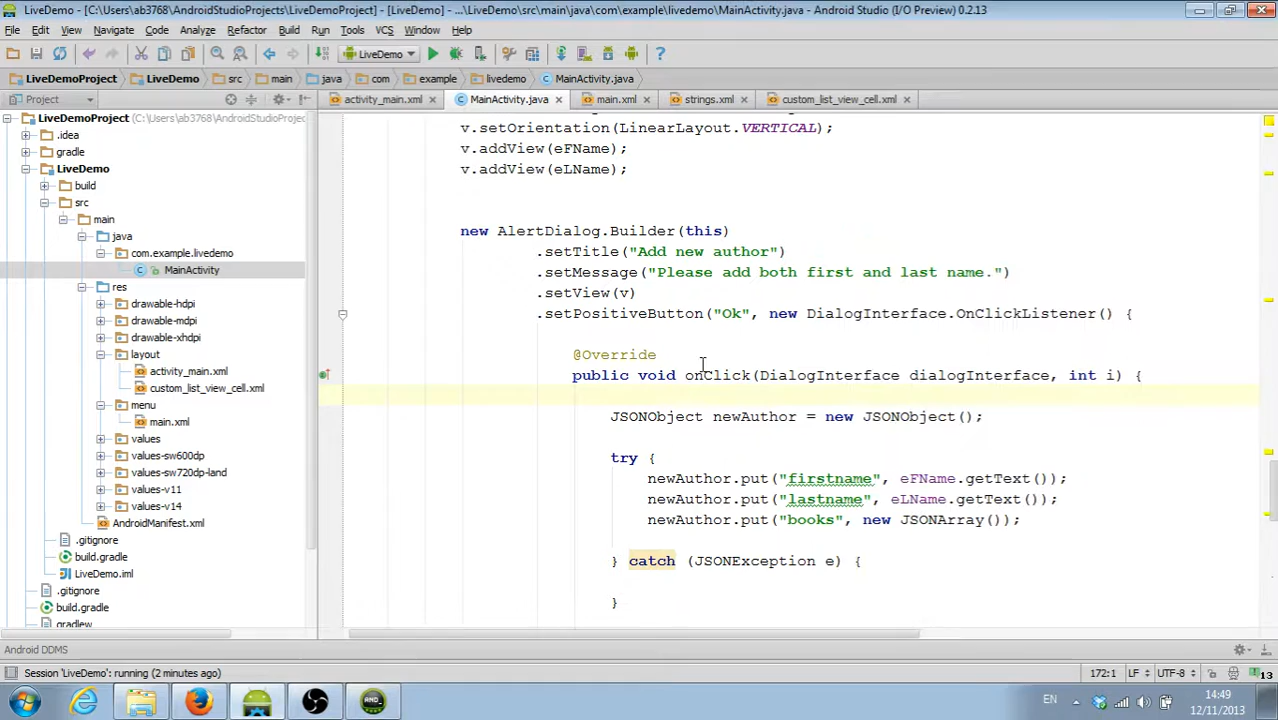 LiveDemo - [C:\Users\ab3768\AndroidStudioProjects\LiveDemoProject] - [LiveDemo] - ...\LiveDemo\src\main\java\com\example\livedemo\MainActivity.java - Android Studio (I/O Preview) 0.2.13
File Edit View Navigate Code Analyze Refactor Build Run Tools VCS Window Help
LiveDemo
LiveDemoProject LiveDemo src main java com example livedemo MainActivity.java
Project activity_main.xml MainActivity.java main.xml strings.xml custom_list_view_cell.xml
LiveDemoProject (C:\Users\ab3768\AndroidStudioProjec
.idea
gradle
LiveDemo
build
src
main
java
com.example.livedemo
MainActivity
res
drawable-hdpi
drawable-mdpi
drawable-xhdpi
layout
activity_main.xml
custom_list_view_cell.xml
menu
main.xml
values
values-sw600dp
values-sw720dp-land
values-v11
values-v14
AndroidManifest.xml
.gitignore
build.gradle
LiveDemo.iml
.gitignore
build.gradle
gradlew
v.setOrientation(LinearLayout.VERTICAL);
v.addView(eFName);
v.addView(eLName);
new AlertDialog.Builder(this)
.setTitle("Add new author")
.setMessage("Please add both first and last name.")
.setView(v)
.setPositiveButton("Ok", new DialogInterface.OnClickListener() {
@Override
public void onClick(DialogInterface dialogInterface, int i) {
JSONObject newAuthor = new JSONObject();
try {
newAuthor.put("firstname", eFName.getText());
newAuthor.put("lastname", eLName.getText());
newAuthor.put("books", new JSONArray());
} catch (JSONException e) {
}
Android DDMS
Session 'LiveDemo': running (2 minutes ago) 172:1 LF UTF-8 13
EN 14:49
12/11/2013